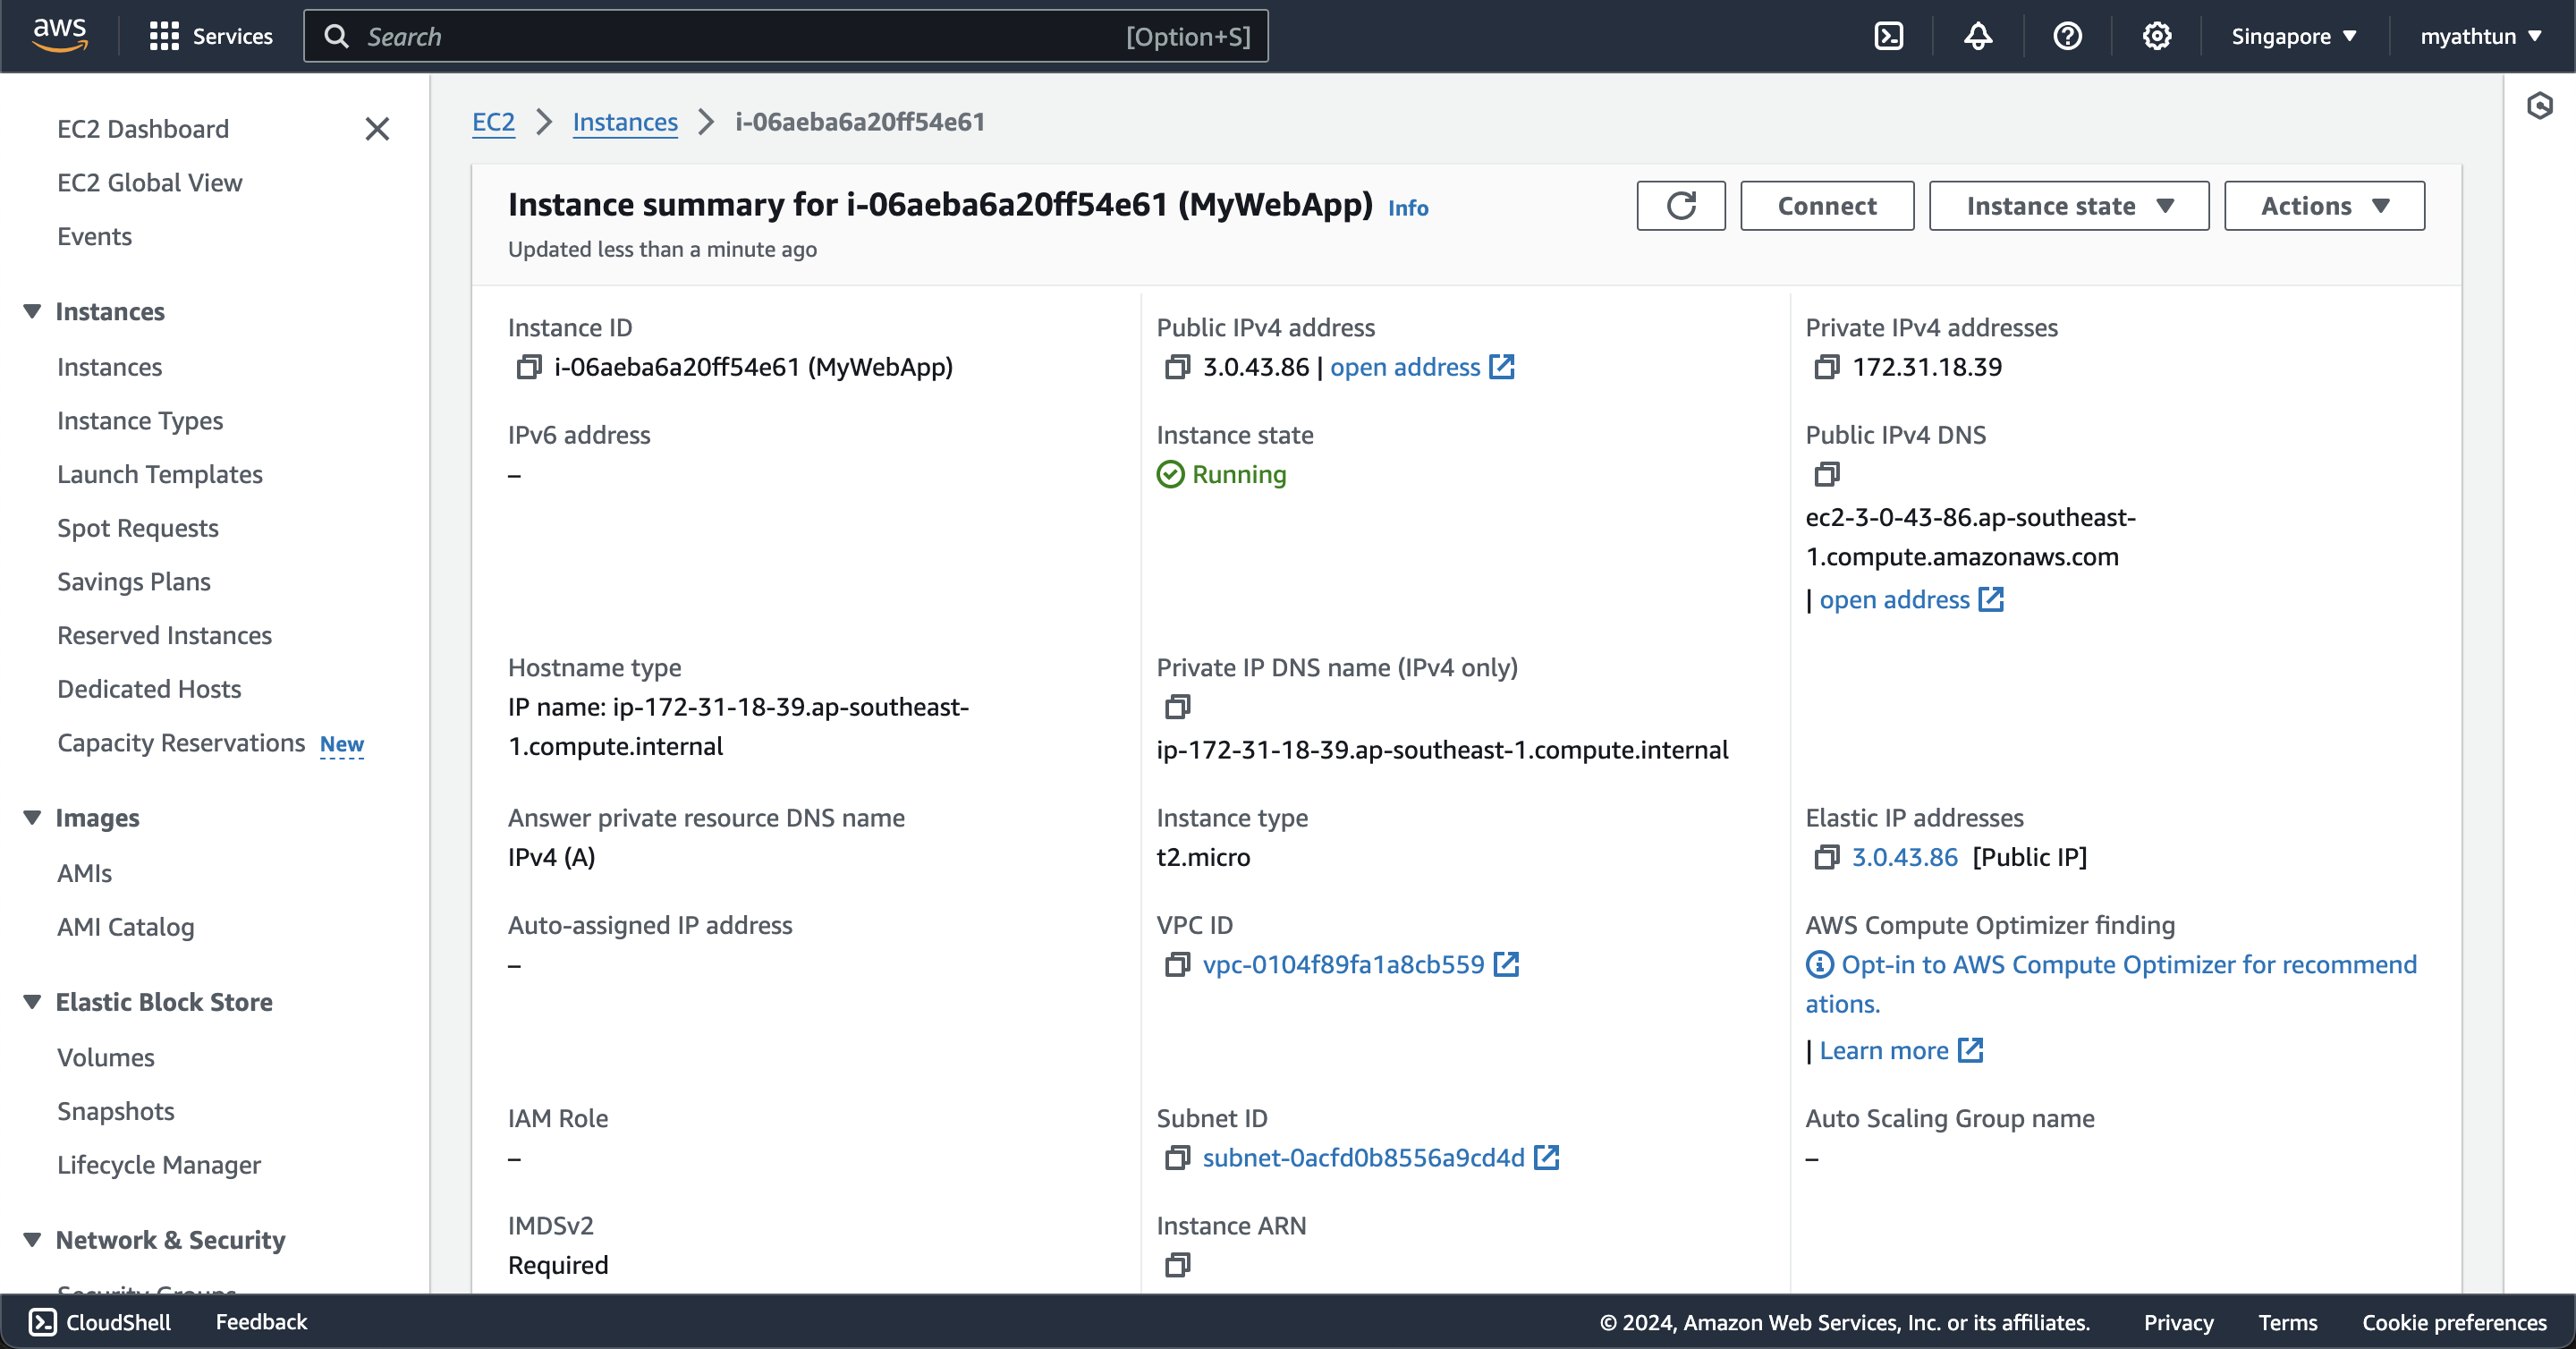 aws
Services
Search [Option+S]
Singapore
myathtun
EC2 Dashboard
EC2 Global View
Events
Instances
Instances
Instance Types
Launch Templates
Spot Requests
Savings Plans
Reserved Instances
Dedicated Hosts
Capacity Reservations New
Images
AMIs
AMI Catalog
Elastic Block Store
Volumes
Snapshots
Lifecycle Manager
Network & Security
Security Groups
EC2 > Instances > i-06aeba6a20ff54e61
Instance summary for i-06aeba6a20ff54e61 (MyWebApp) Info
Updated less than a minute ago
Connect
Instance state
Actions
Instance ID
i-06aeba6a20ff54e61 (MyWebApp)
Public IPv4 address
3.0.43.86 | open address
Private IPv4 addresses
172.31.18.39
IPv6 address
–
Instance state
Running
Public IPv4 DNS
ec2-3-0-43-86.ap-southeast-
1.compute.amazonaws.com
| open address
Hostname type
IP name: ip-172-31-18-39.ap-southeast-
1.compute.internal
Private IP DNS name (IPv4 only)
ip-172-31-18-39.ap-southeast-1.compute.internal
Answer private resource DNS name
IPv4 (A)
Instance type
t2.micro
Elastic IP addresses
3.0.43.86 [Public IP]
Auto-assigned IP address
–
VPC ID
vpc-0104f89fa1a8cb559
AWS Compute Optimizer finding
Opt-in to AWS Compute Optimizer for recommend
ations.
| Learn more
IAM Role
–
Subnet ID
subnet-0acfd0b8556a9cd4d
Auto Scaling Group name
–
IMDSv2
Required
Instance ARN
CloudShell
Feedback
© 2024, Amazon Web Services, Inc. or its affiliates.
Privacy
Terms
Cookie preferences